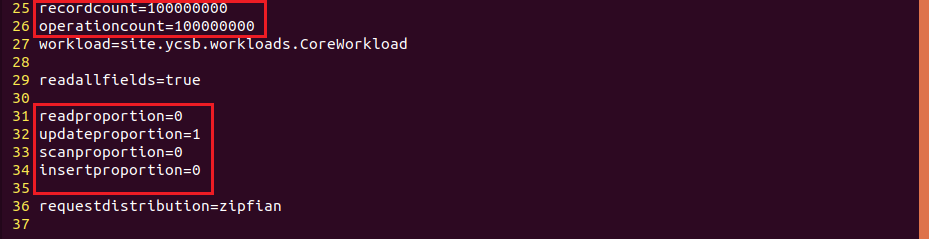 25 recordcount=100000000
26 operationcount=100000000
27 workload=site.ycsb.workloads.CoreWorkload
28
29 readallfields=true
30
31 readproportion=0
32 updateproportion=1
33 scanproportion=0
34 insertproportion=0
35
36 requestdistribution=zipfian
37